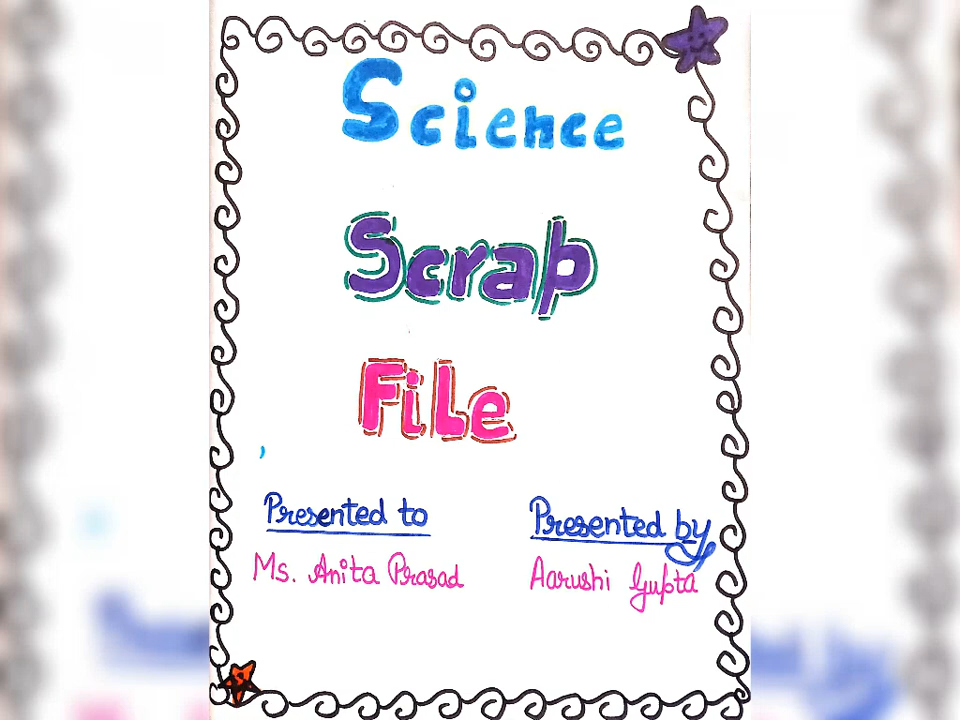 Science
Scrap
File
Presented to
Presented by
Ms. Anita Prasad
Aarushi Gupta